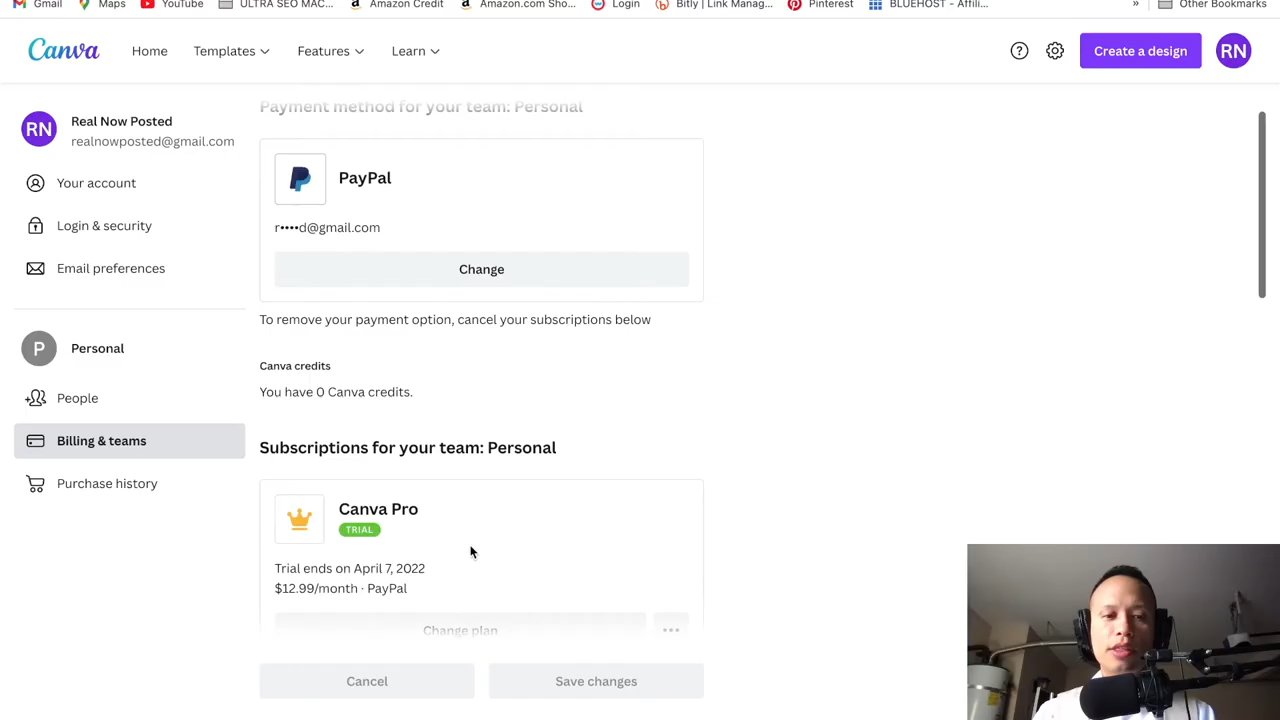 Gmail Maps YouTube ULTRA SEO MAC... Amazon Credit Amazon.com Sho... Login Bitly | Link Manag... Pinterest BLUEHOST - Affili... » Other Bookmarks
Canva Home Templates Features Learn ? Create a design RN
RN Real Now Posted
realnowposted@gmail.com
Your account
Login & security
Email preferences
P Personal
People
Billing & teams
Purchase history
Payment method for your team: Personal
PayPal
r••••d@gmail.com
Change
To remove your payment option, cancel your subscriptions below
Canva credits
You have 0 Canva credits.
Subscriptions for your team: Personal
Canva Pro
TRIAL
Trial ends on April 7, 2022
$12.99/month · PayPal
Change plan ...
Cancel Save changes